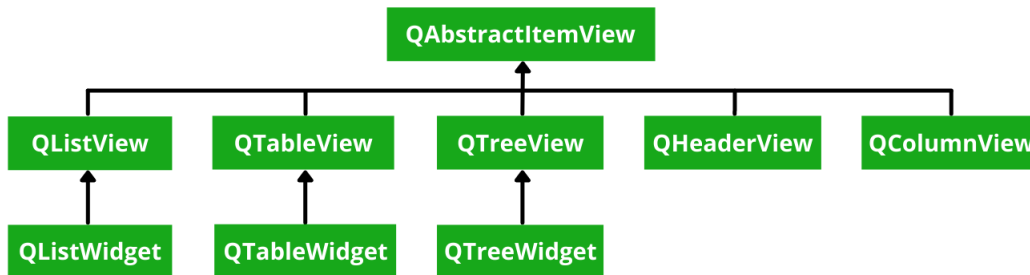 QAbstractItemView
QListView
QTableView
QTreeView
QHeaderView
QColumnView
QListWidget
QTableWidget
QTreeWidget